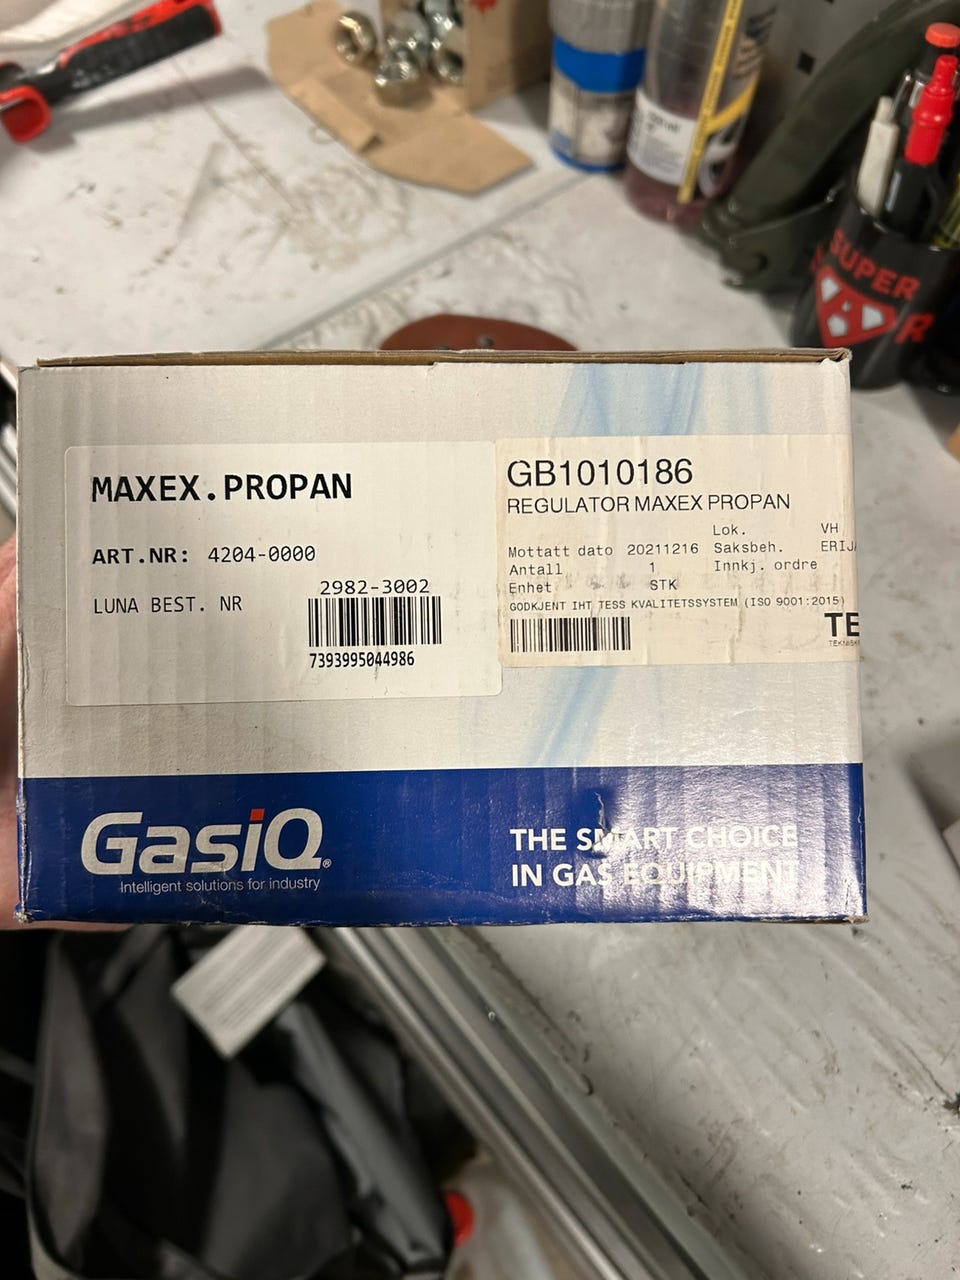 SUPER
R
MAXEX.PROPAN
ART.NR: 4204-0000
LUNA BEST. NR
2982-3002
7393995044986
GB1010186
REGULATOR MAXEX PROPAN
Lok. VH
Mottatt dato 20211216 Saksbeh. ERIJ
Antall 1 Innkj. ordre
Enhet STK
GODKJENT IHT TESS KVALITETSSYSTEM (ISO 9001:2015)
TE
GasiQ®
Intelligent solutions for industry
THE SMART CHOICE
IN GAS EQUIPMENT